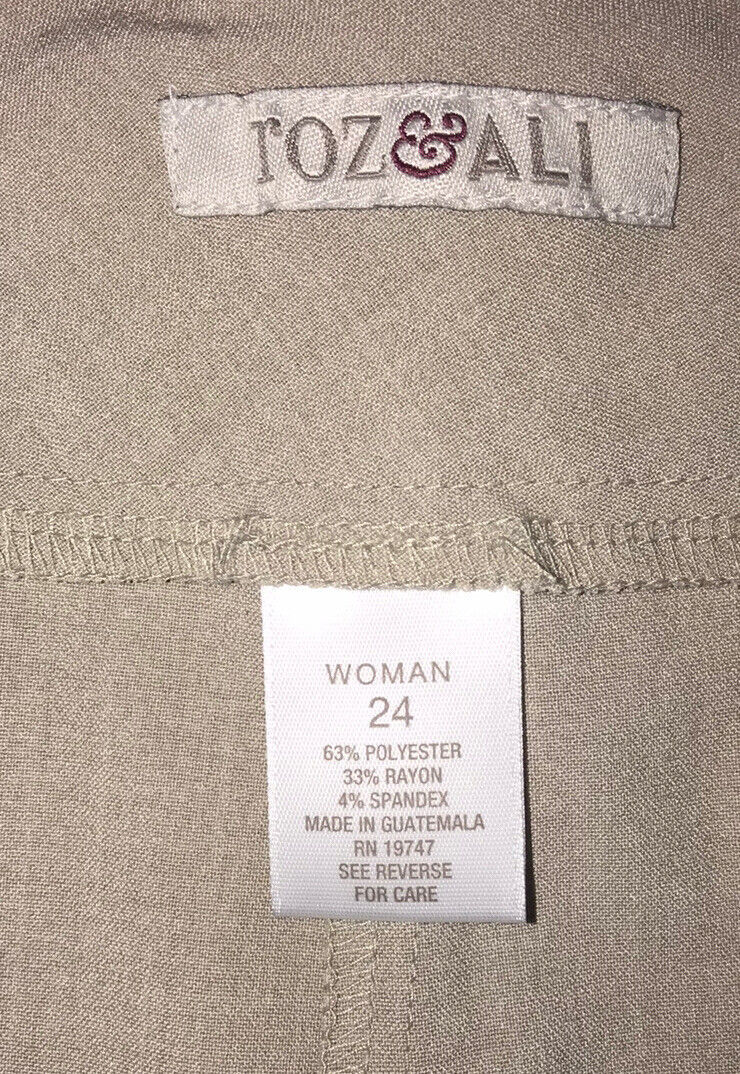 roz&ALI
WOMAN
24
63% POLYESTER
33% RAYON
4% SPANDEX
MADE IN GUATEMALA
RN 19747
SEE REVERSE
FOR CARE